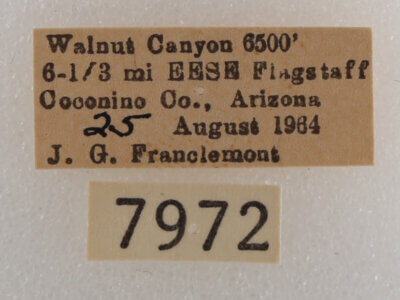 Walnut Canyon 6500'
6-1/3 mi EESE Flagstaff
Coconino Co., Arizona
25 August 1964
J. G. Franclemont
7972